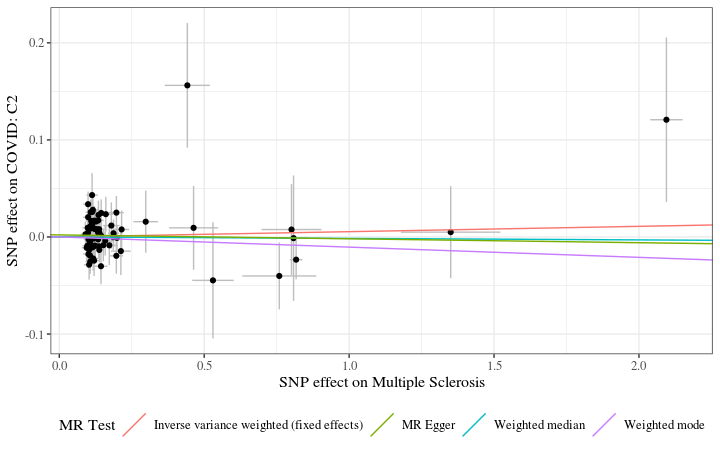 SNP effect on COVID: C2
0.2
0.1
0.0
-0.1
0.0 0.5 1.0 1.5 2.0
SNP effect on Multiple Sclerosis
MR Test Inverse variance weighted (fixed effects) MR Egger Weighted median Weighted mode